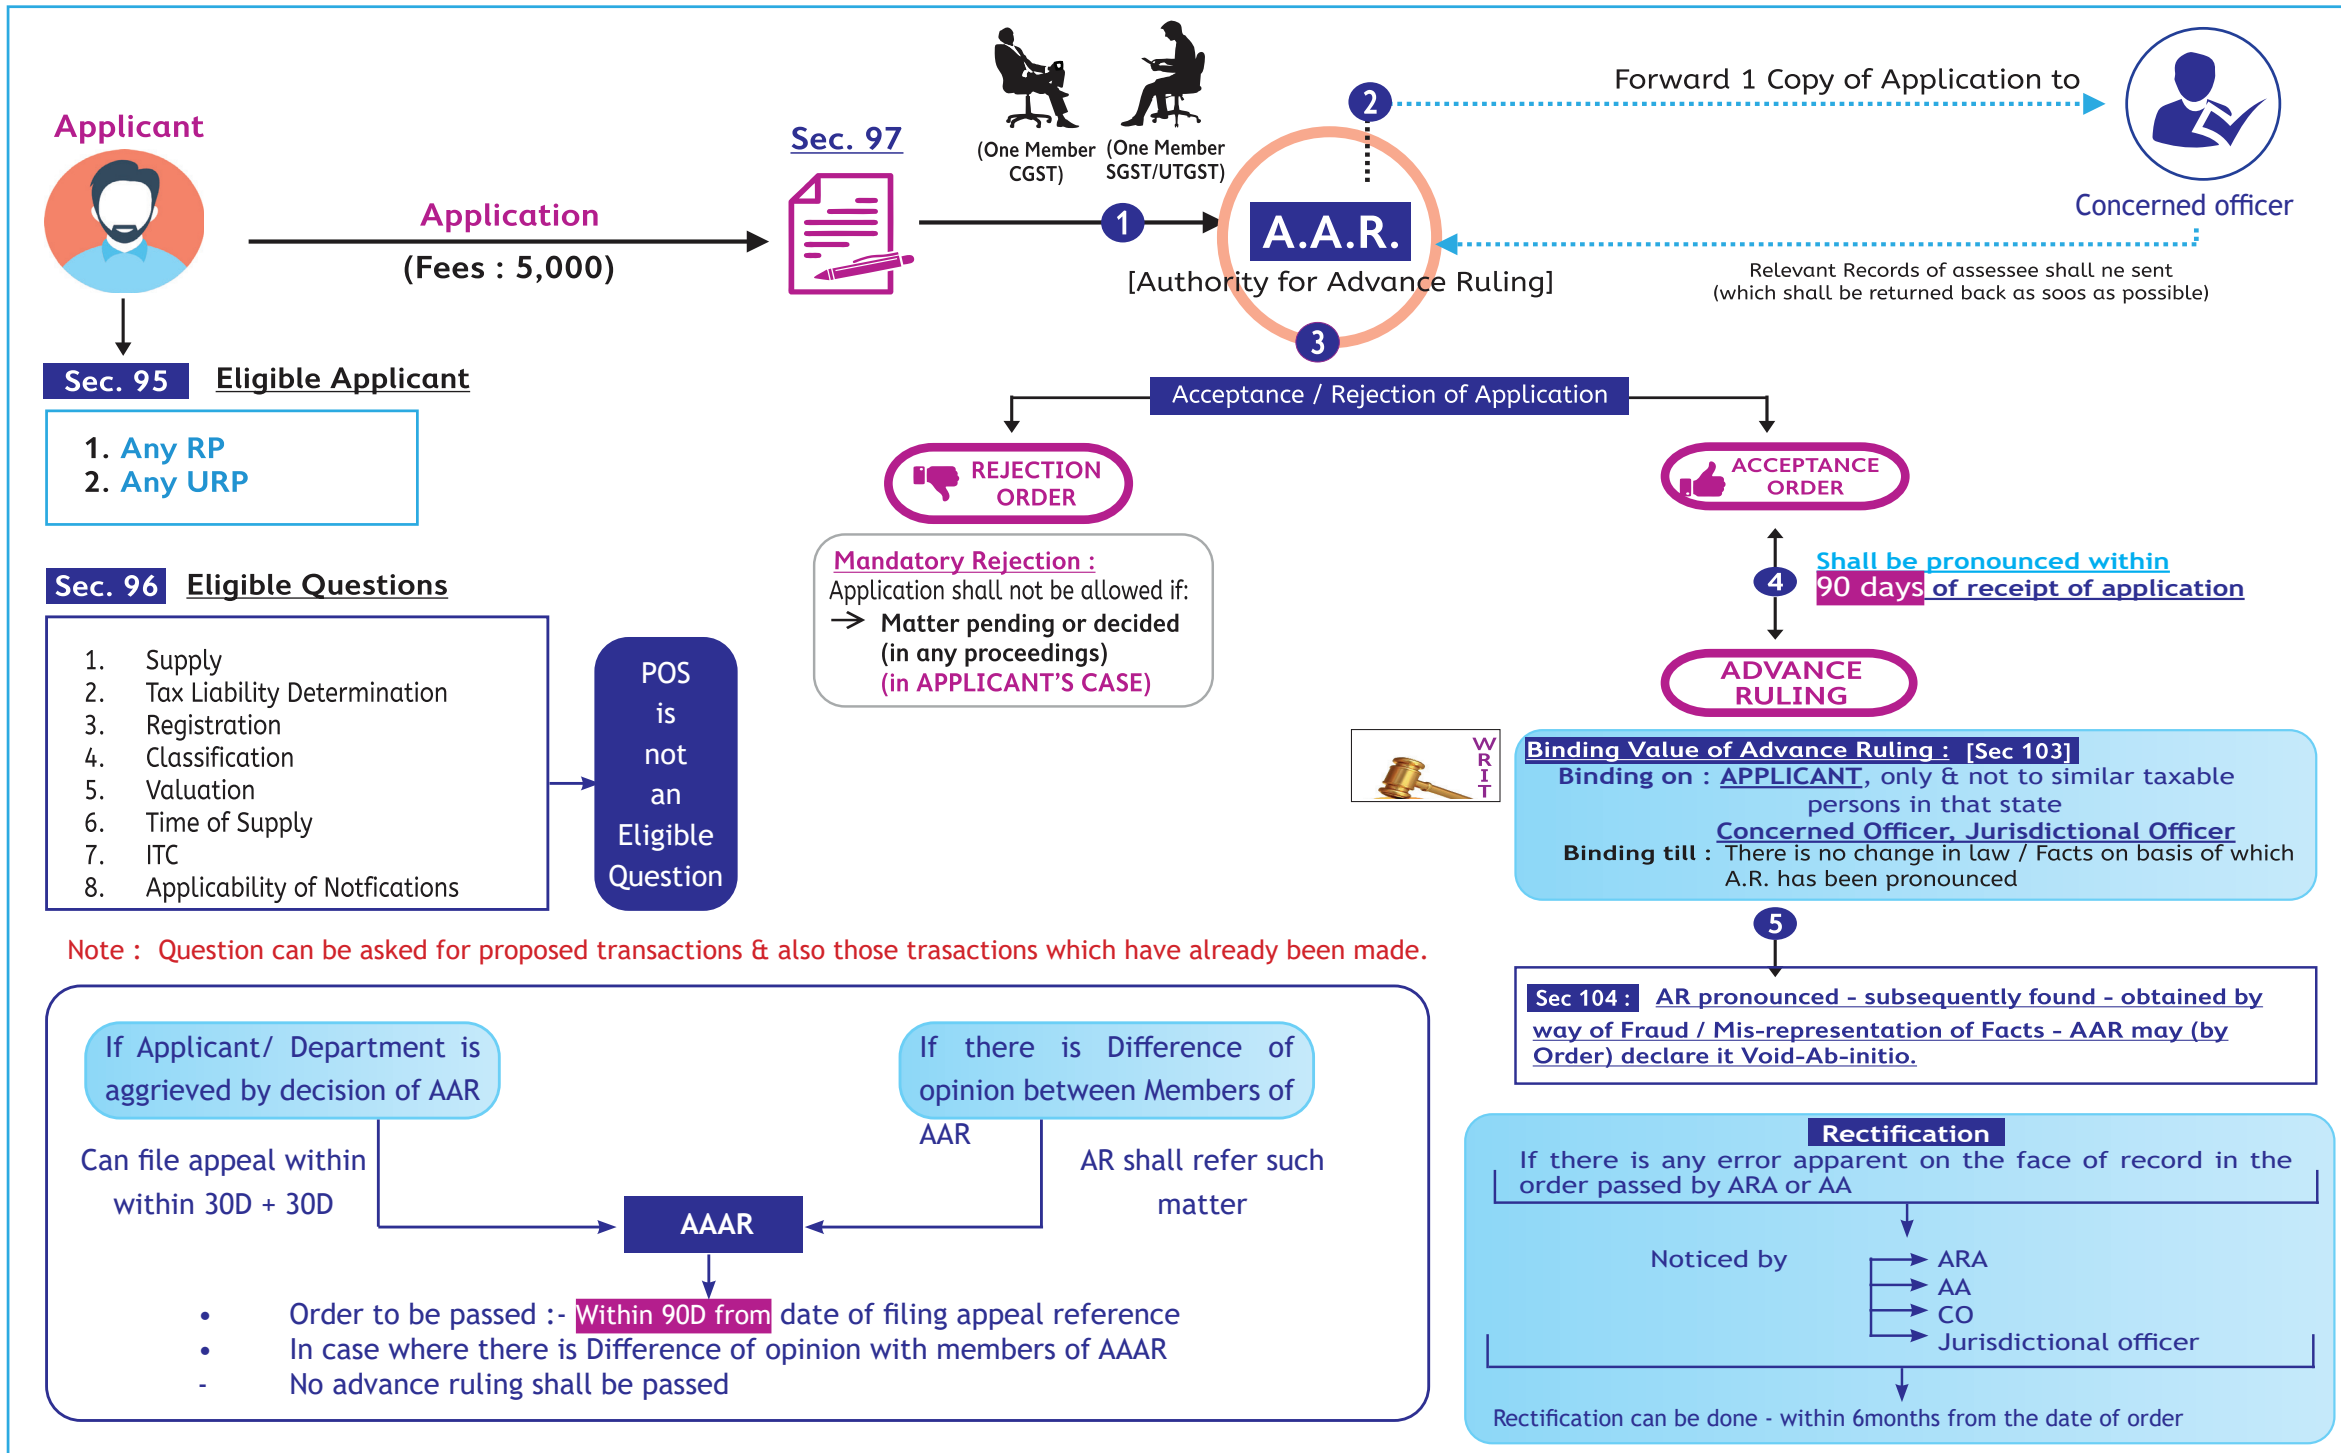 Applicant
Application
(Fees : 5,000)
Sec. 97
(One Member
CGST)
(One Member
SGST/UTGST)
1
2
Forward 1 Copy of Application to
Concerned officer
A.A.R.
[Authority for Advance Ruling]
Relevant Records of assessee shall ne sent
(which shall be returned back as soos as possible)
3
Acceptance / Rejection of Application
Sec. 95
Eligible Applicant
1. Any RP
2. Any URP
REJECTION
ORDER
Mandatory Rejection :
Application shall not be allowed if:
Matter pending or decided
(in any proceedings)
(in APPLICANT'S CASE)
ACCEPTANCE
ORDER
4
Shall be pronounced within
90 days of receipt of application
ADVANCE
RULING
Sec. 96
Eligible Questions
1. Supply
2. Tax Liability Determination
3. Registration
4. Classification
5. Valuation
6. Time of Supply
7. ITC
8. Applicability of Notfications
POS
is
not
an
Eligible
Question
WRIT
Binding Value of Advance Ruling : [Sec 103]
Binding on : APPLICANT, only & not to similar taxable
persons in that state
Concerned Officer, Jurisdictional Officer
Binding till : There is no change in law / Facts on basis of which
A.R. has been pronounced
5
Sec 104 : AR pronounced - subsequently found - obtained by
way of Fraud / Mis-representation of Facts - AAR may (by
Order) declare it Void-Ab-initio.
Note : Question can be asked for proposed transactions & also those trasactions which have already been made.
If Applicant/ Department is
aggrieved by decision of AAR
Can file appeal within
within 30D + 30D
If there is Difference of
opinion between Members of
AAR
AR shall refer such
matter
AAAR
• Order to be passed :- Within 90D from date of filing appeal reference
• In case where there is Difference of opinion with members of AAAR
- No advance ruling shall be passed
Rectification
If there is any error apparent on the face of record in the
order passed by ARA or AA
Noticed by
ARA
AA
CO
Jurisdictional officer
Rectification can be done - within 6months from the date of order